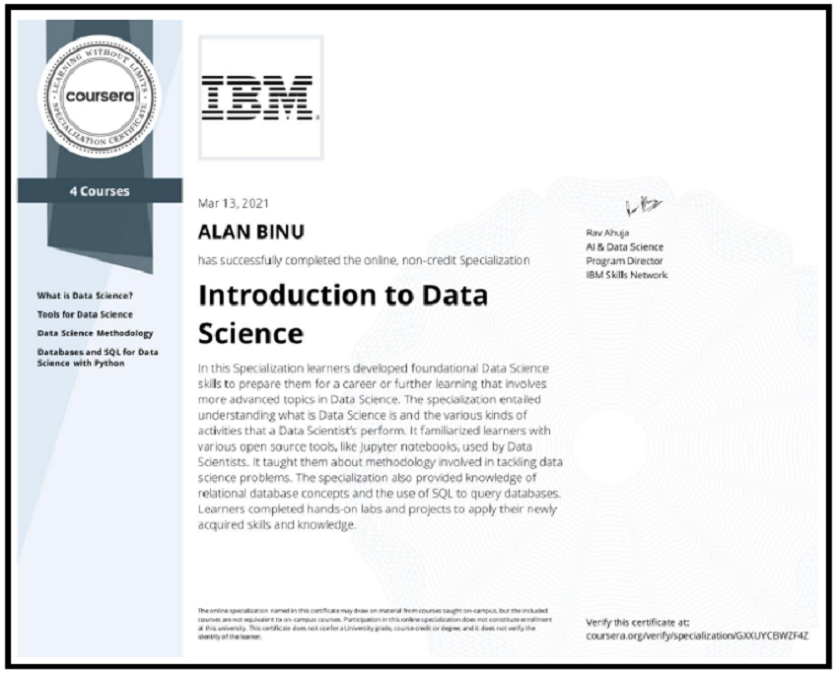 LEARNING WITHOUT LIMITS
coursera
SPECIALIZATION CERTIFICATE
4 Courses
What is Data Science?
Tools for Data Science
Data Science Methodology
Databases and SQL for Data
Science with Python
IBM
Mar 13, 2021
ALAN BINU
has successfully completed the online, non-credit Specialization
Introduction to Data
Science
In this Specialization learners developed foundational Data Science
skills to prepare them for a career or further learning that involves
more advanced topics in Data Science. The specialization entailed
understanding what is Data Science is and the various kinds of
activities that a Data Scientist's perform. It familiarized learners with
various open source tools, like Jupyter notebooks, used by Data
Scientists. It taught them about methodology involved in tackling data
science problems. The specialization also provided knowledge of
relational database concepts and the use of SQL to query databases.
Learners completed hands-on labs and projects to apply their newly
acquired skills and knowledge.
Rav Ahuja
AI & Data Science
Program Director
IBM Skills Network
The online specialization named in this certificate may draw on material from courses taught on-campus, but the included
courses are not equivalent to on-campus courses. Participation in this online specialization does not constitute enrollment
at this university. This certificate does not confer a University grade, course credit or degree, and it does not verify the
identity of the learner.
Verify this certificate at:
coursera.org/verify/specialization/GXXUYCBWZF4Z